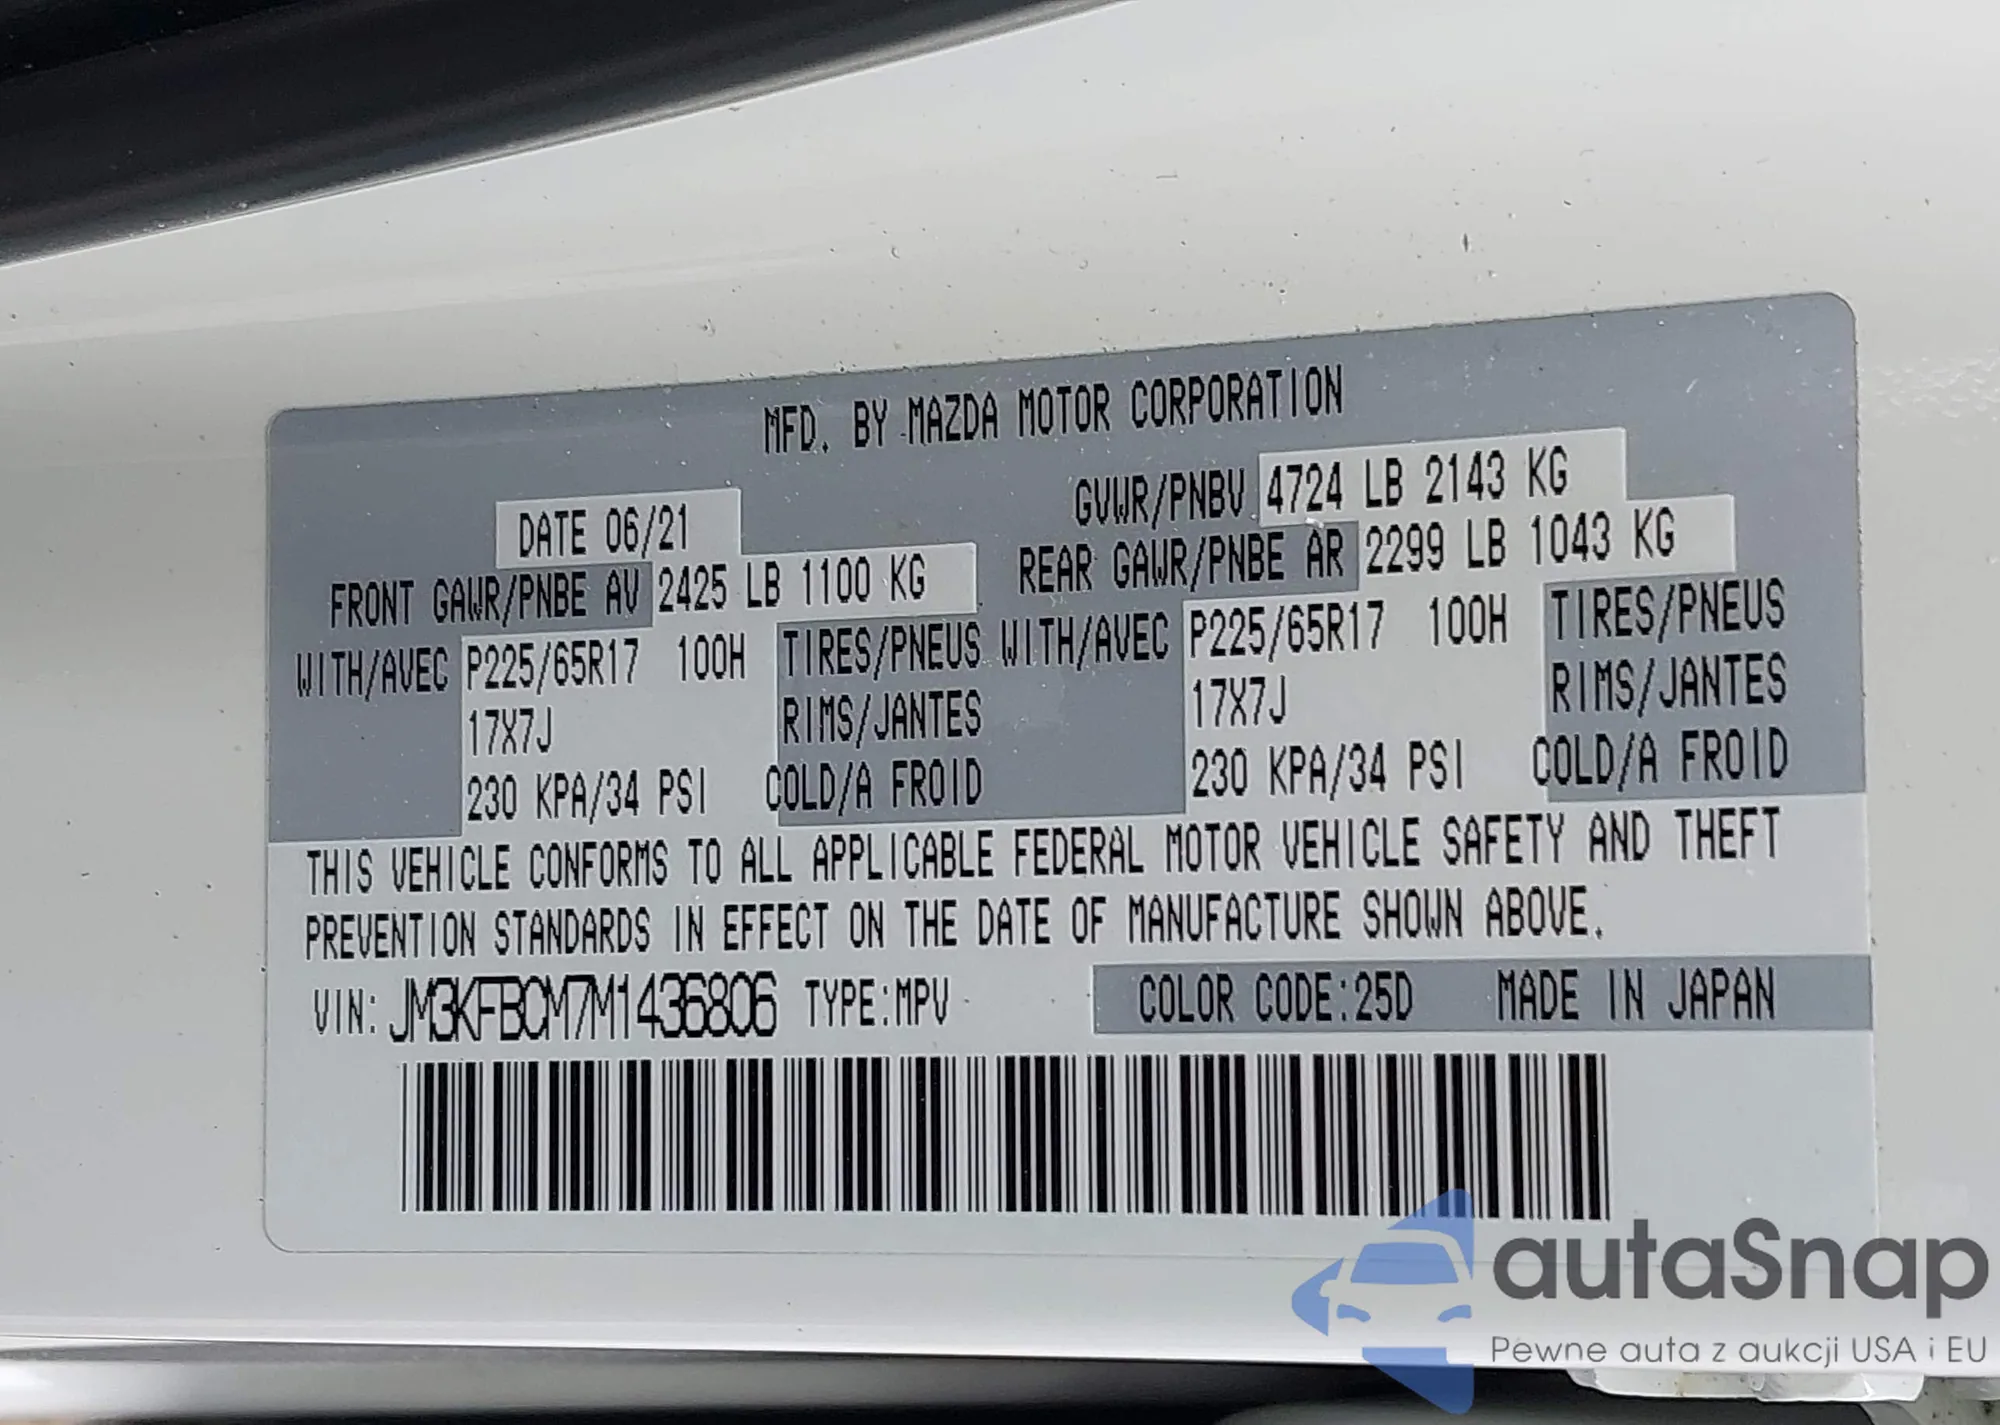 MFD. BY MAZDA MOTOR CORPORATION
DATE 06/21 GVWR/PNBV 4724 LB 2143 KG
FRONT GAWR/PNBE AV 2425 LB 1100 KG REAR GAWR/PNBE AR 2299 LB 1043 KG
WITH/AVEC P225/65R17 100H TIRES/PNEUS WITH/AVEC P225/65R17 100H TIRES/PNEUS
17X7J RIMS/JANTES 17X7J RIMS/JANTES
230 KPA/34 PSI COLD/A FROID 230 KPA/34 PSI COLD/A FROID
THIS VEHICLE CONFORMS TO ALL APPLICABLE FEDERAL MOTOR VEHICLE SAFETY AND THEFT
PREVENTION STANDARDS IN EFFECT ON THE DATE OF MANUFACTURE SHOWN ABOVE.
VIN: JM3KFBCM7M1436806 TYPE:MPV COLOR CODE:25D MADE IN JAPAN
autaSnap
Pewne auta z aukcji USA i EU